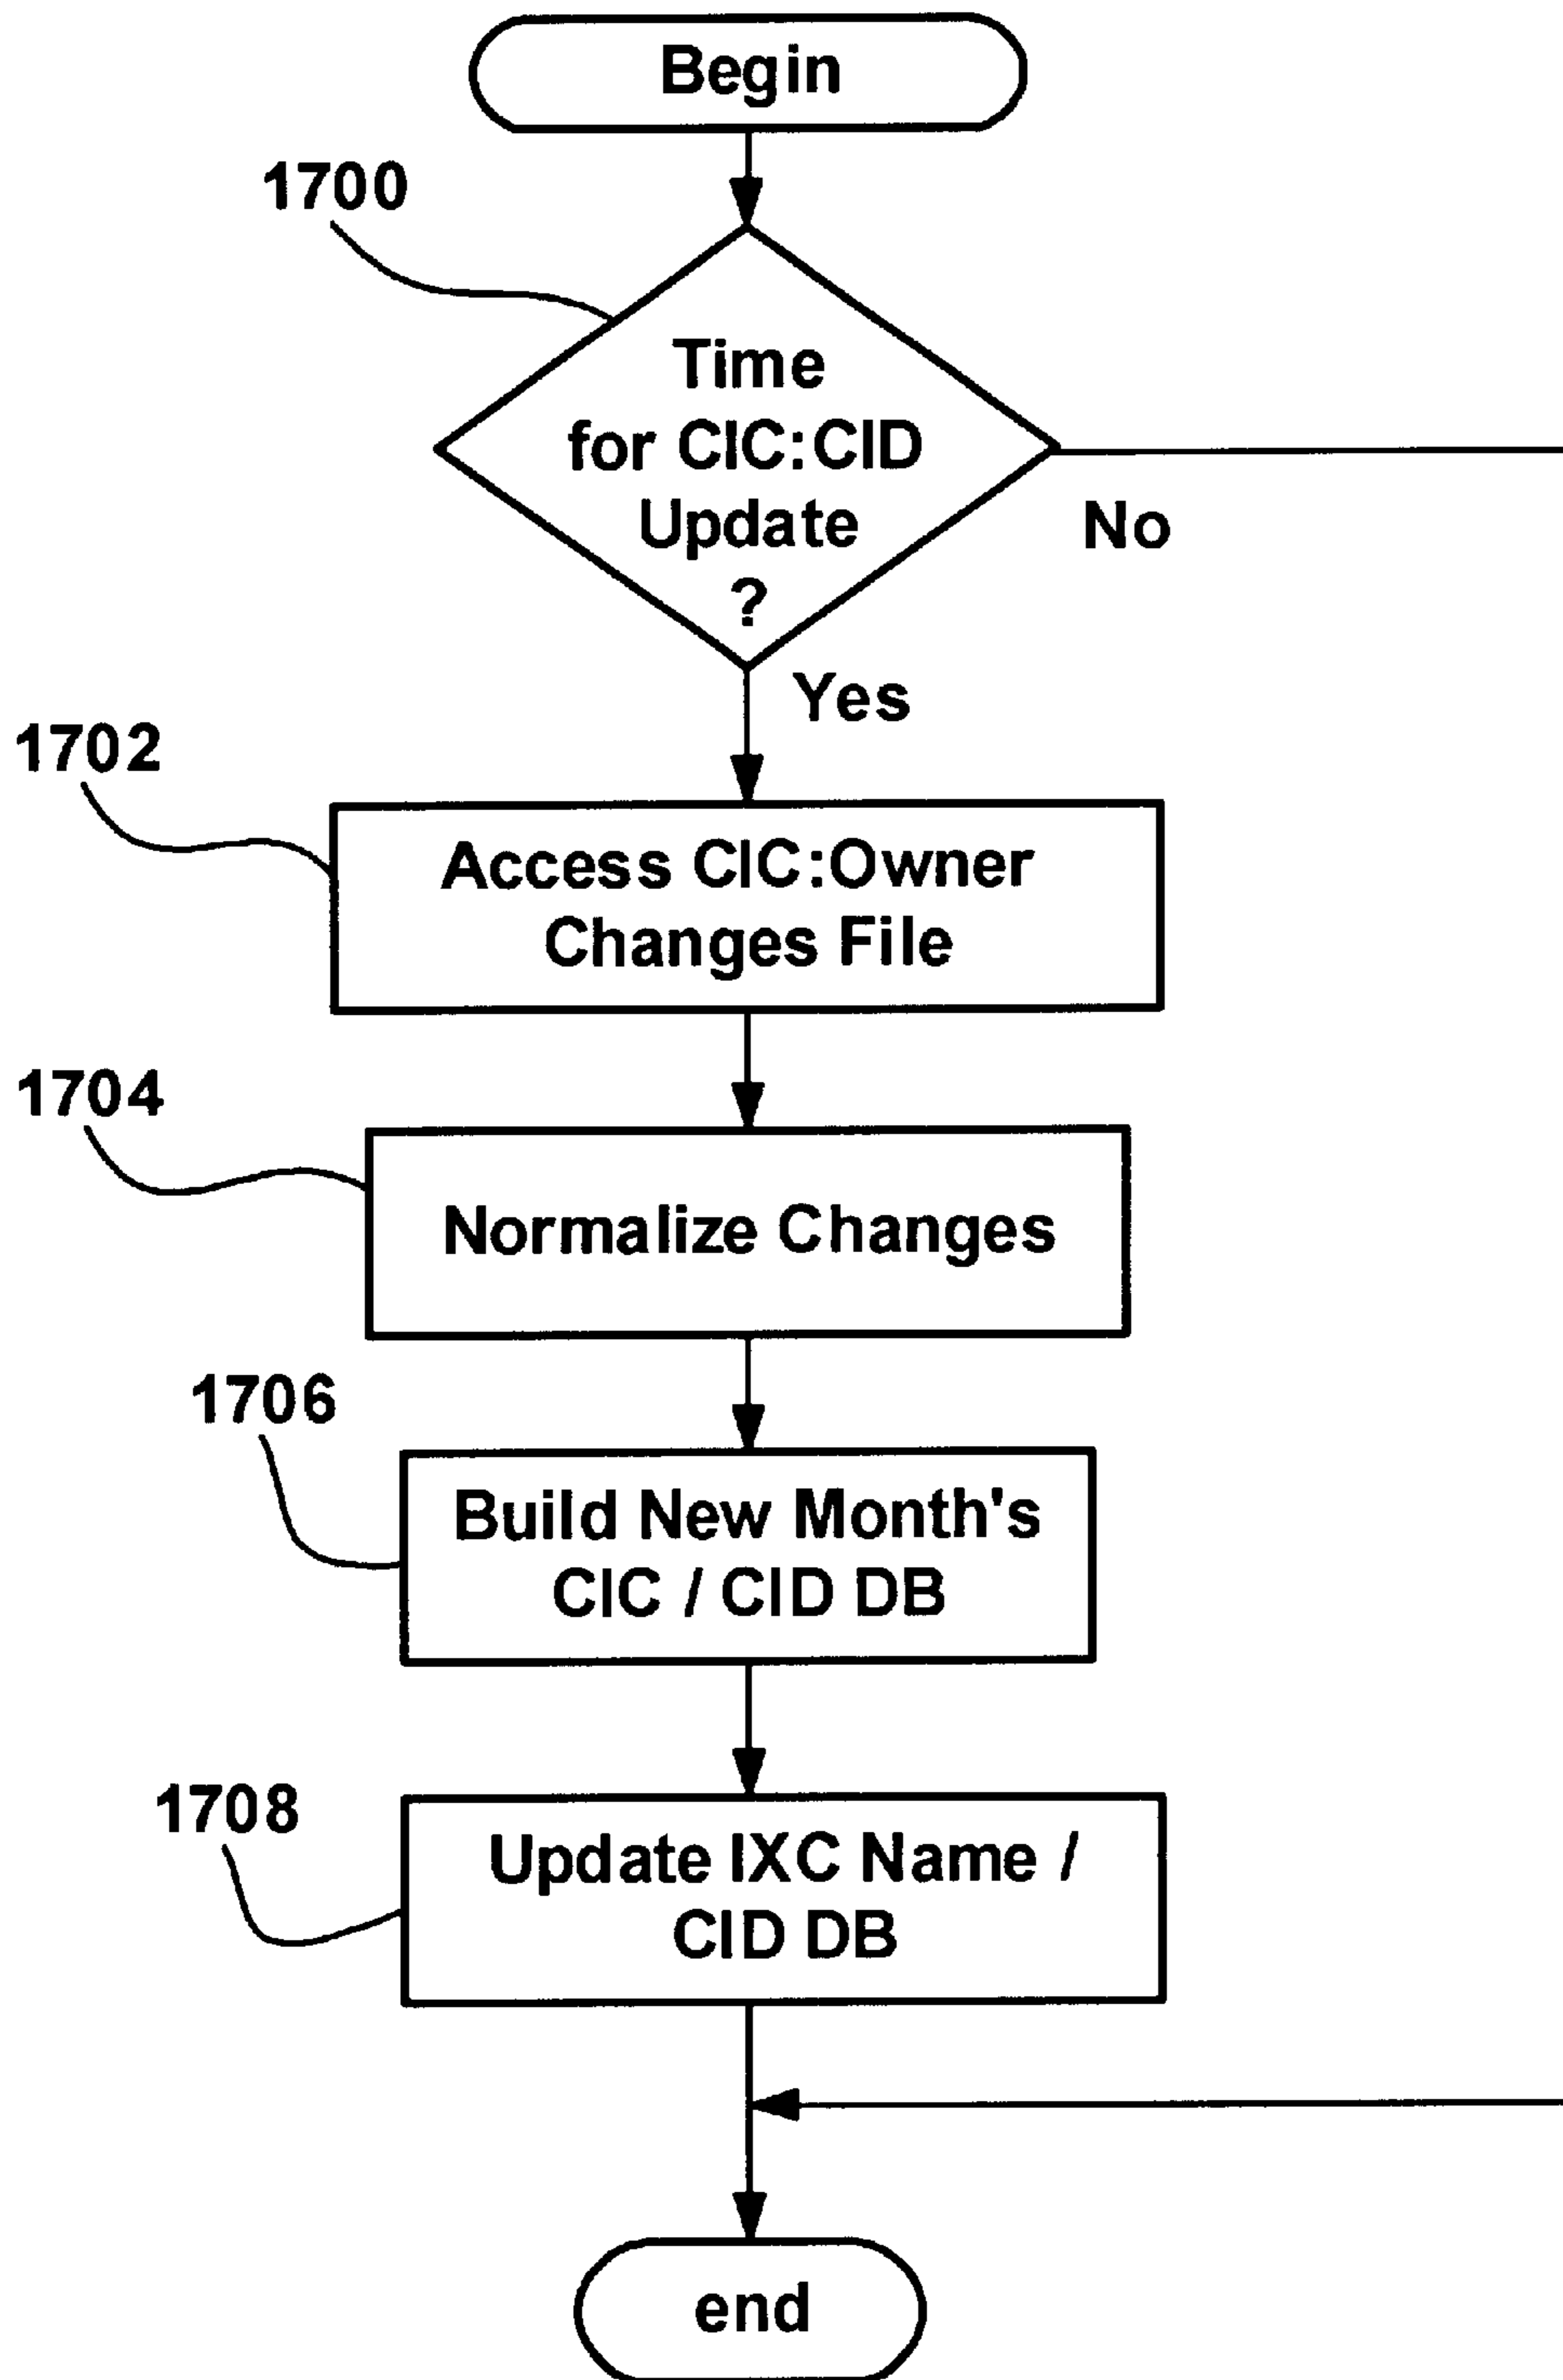 Begin
1700
Time
for CIC:CID
Update
?
No
Yes
1702
Access CIC:Owner
Changes File
1704
Normalize Changes
1706
Build New Month's
CIC / CID DB
1708
Update IXC Name /
CID DB
end